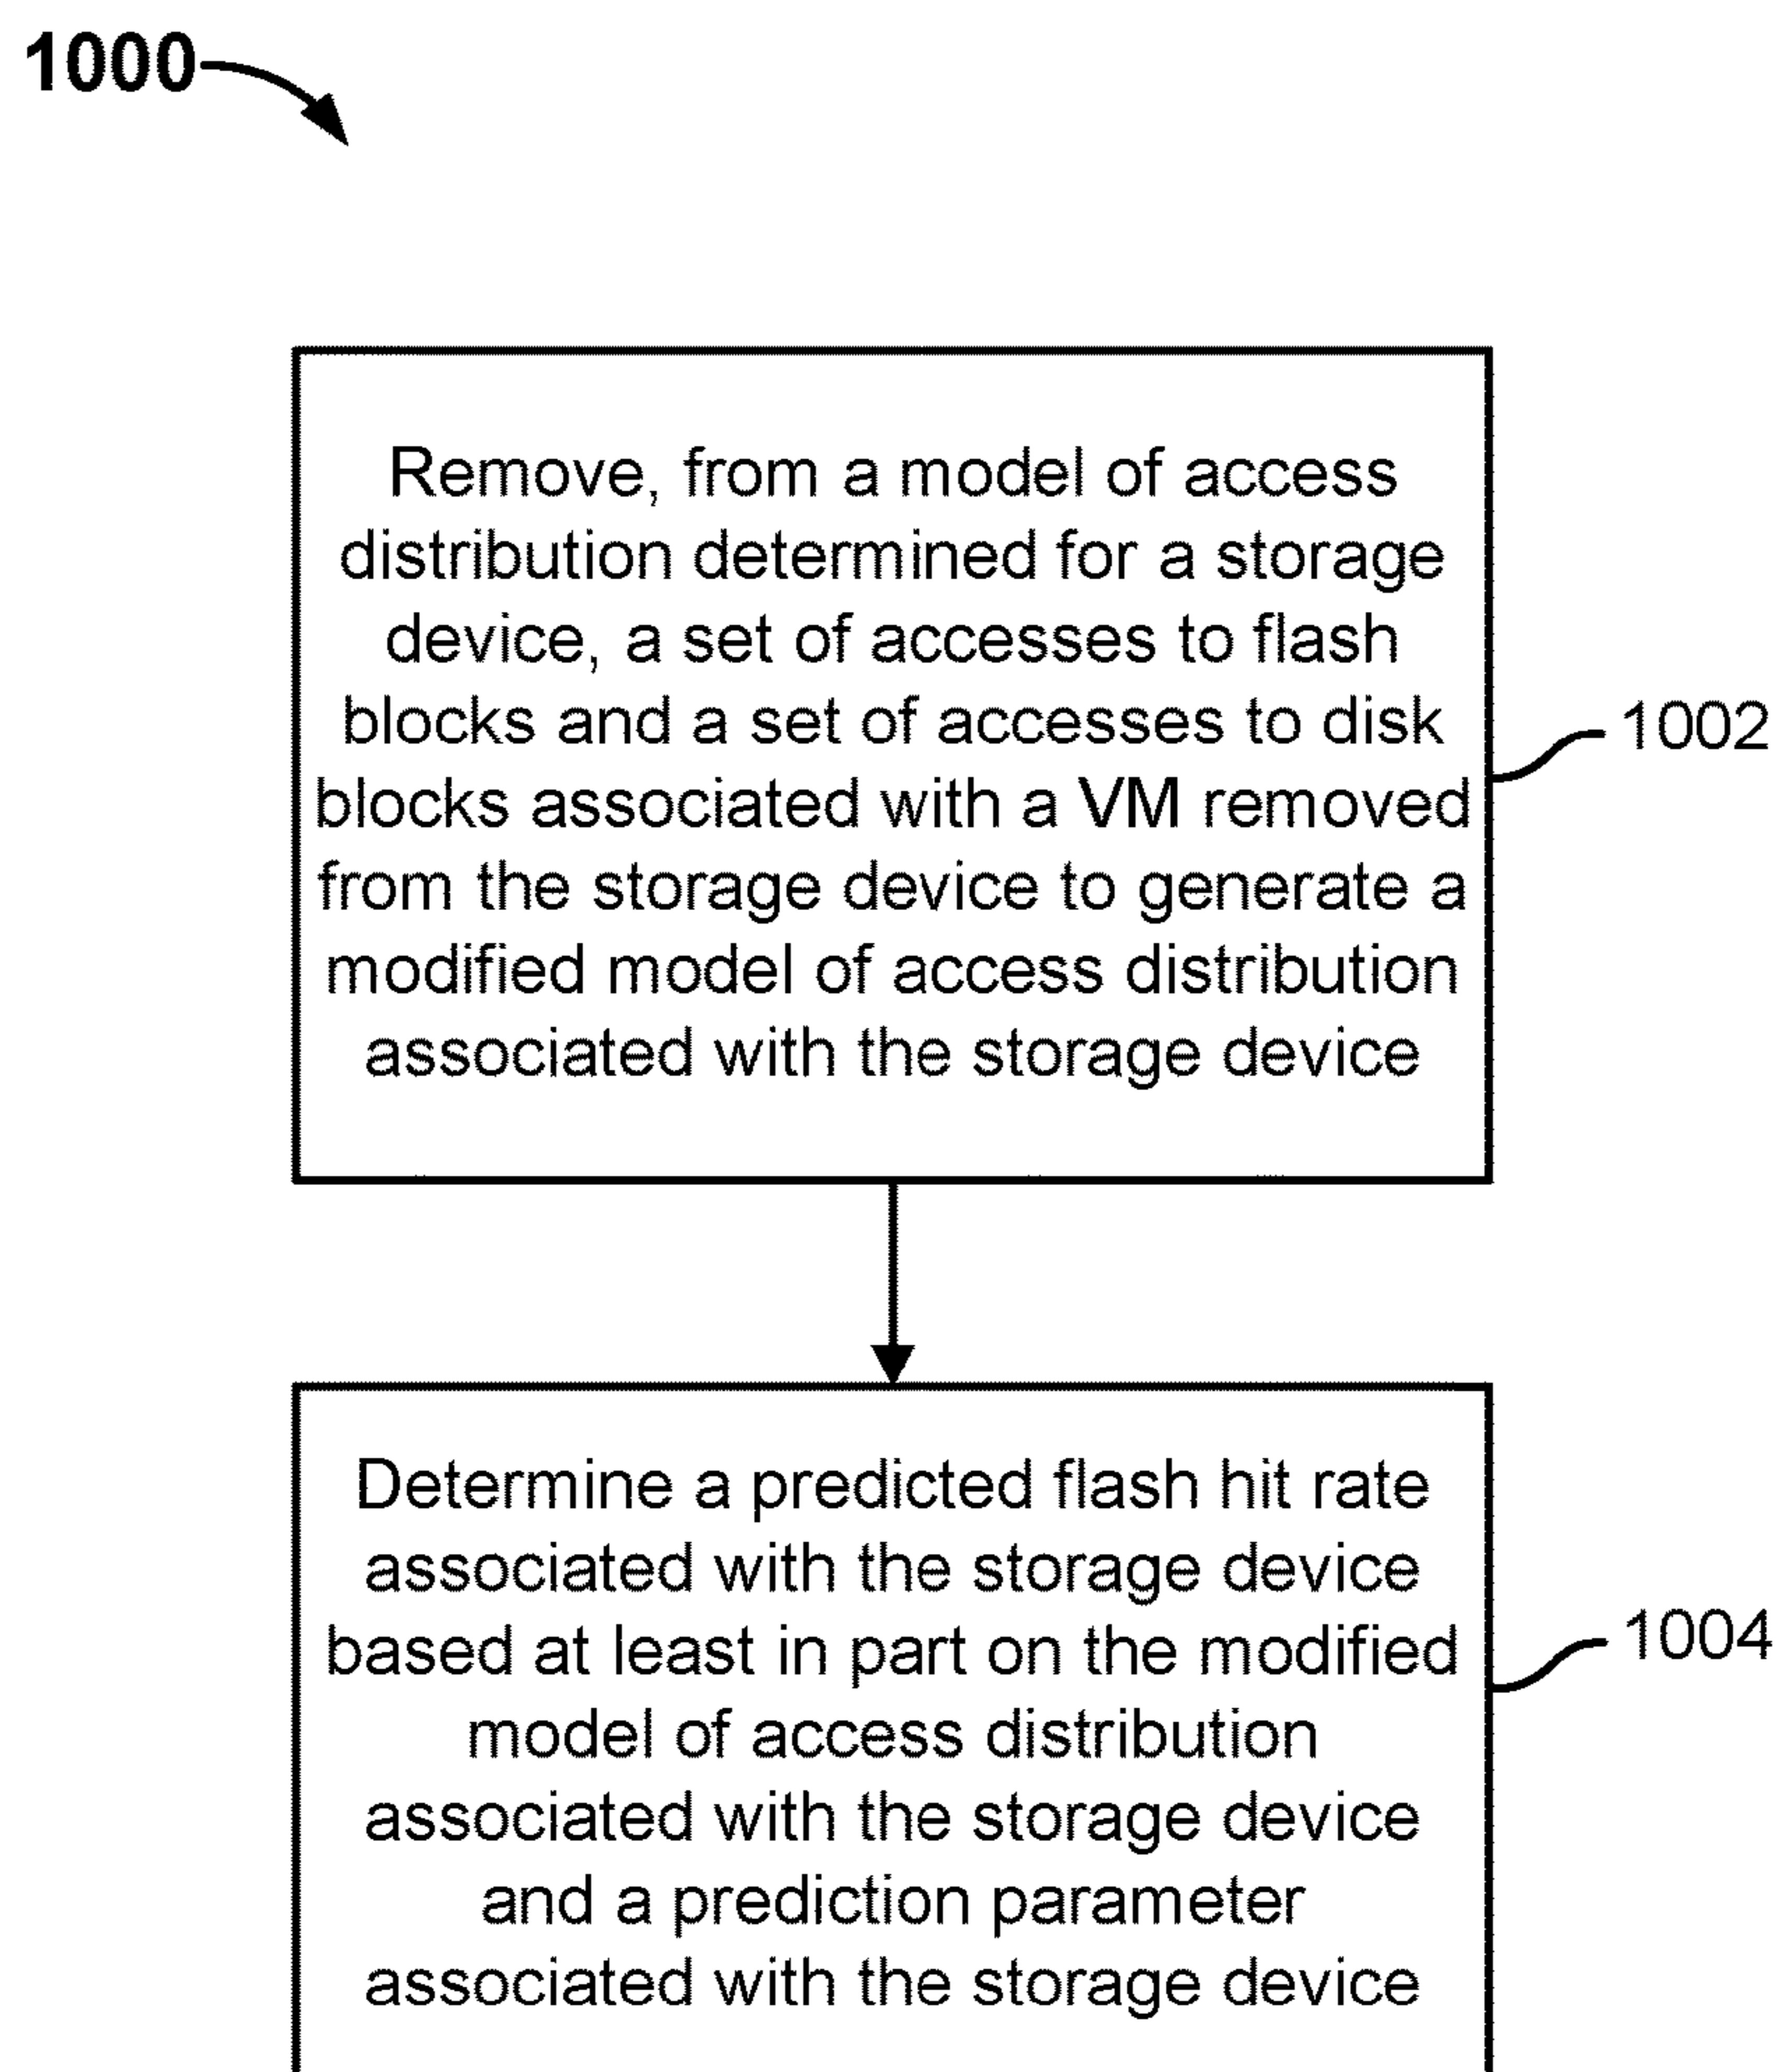 1000
Remove, from a model of access
distribution determined for a storage
device, a set of accesses to flash
blocks and a set of accesses to disk
blocks associated with a VM removed
from the storage device to generate a
modified model of access distribution
associated with the storage device
1002
Determine a predicted flash hit rate
associated with the storage device
based at least in part on the modified
model of access distribution
associated with the storage device
and a prediction parameter
associated with the storage device
1004